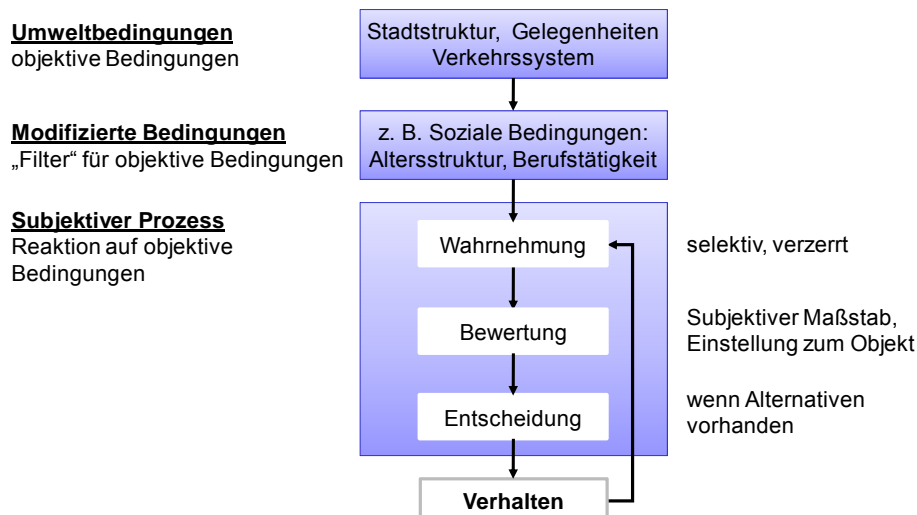 Umweltbedingungen
objektive Bedingungen
Stadtstruktur, Gelegenheiten
Verkehrssystem
Modifizierte Bedingungen
„Filter“ für objektive Bedingungen
z. B. Soziale Bedingungen:
Altersstruktur, Berufstätigkeit
Subjektiver Prozess
Reaktion auf objektive
Bedingungen
Wahrnehmung
selektiv, verzerrt
Bewertung
Subjektiver Maßstab,
Einstellung zum Objekt
Entscheidung
wenn Alternativen
vorhanden
Verhalten